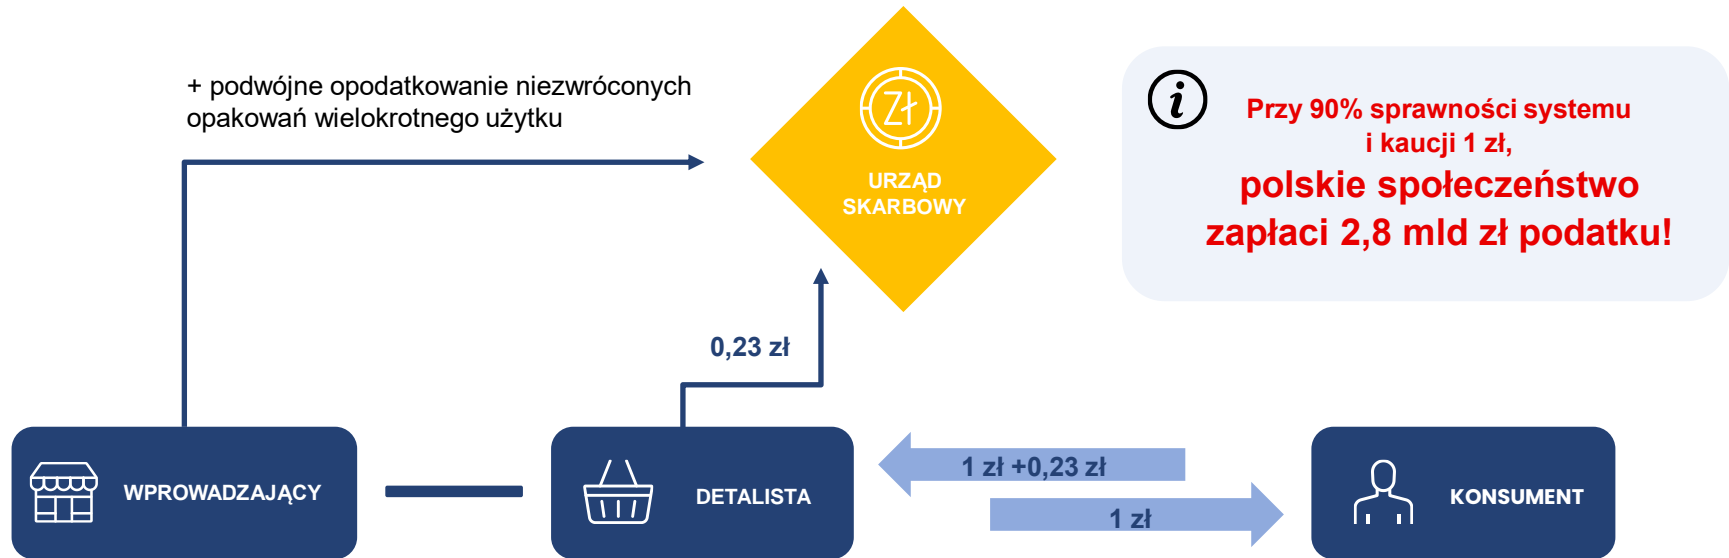 + podwójne opodatkowanie niezwróconych
opakowań wielokrotnego użytku
Zł
URZĄD
SKARBOWY
i
Przy 90% sprawności systemu
i kaucji 1 zł,
polskie społeczeństwo
zapłaci 2,8 mld zł podatku!
0,23 zł
WPROWADZAJĄCY
DETALISTA
1 zł +0,23 zł
1 zł
KONSUMENT